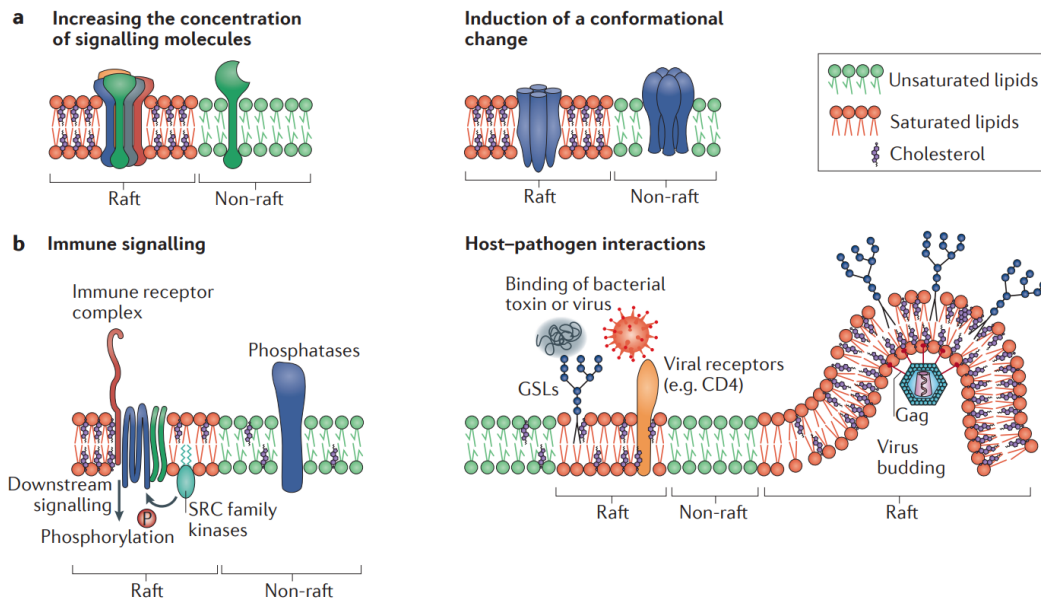 a
Increasing the concentration
of signalling molecules
Raft
Non-raft
Induction of a conformational
change
Raft
Non-raft
Unsaturated lipids
Saturated lipids
Cholesterol
b
Immune signalling
Immune receptor
complex
Phosphatases
Downstream
signalling
P
Phosphorylation
SRC family
kinases
Raft
Non-raft
Host–pathogen interactions
Binding of bacterial
toxin or virus
GSLs
Viral receptors
(e.g. CD4)
Gag
Virus
budding
Raft
Non-raft
Raft